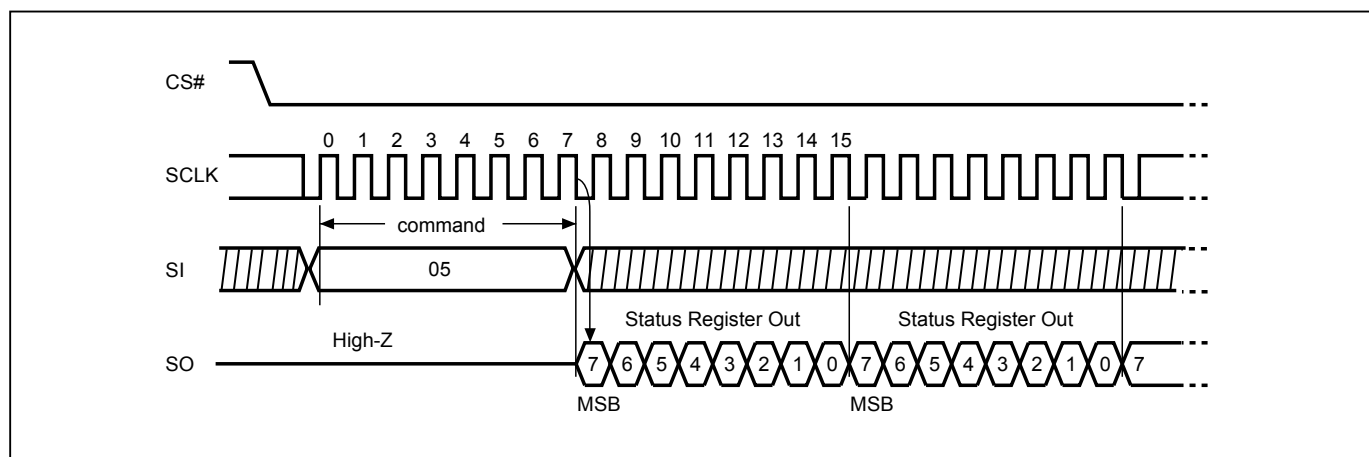 CS#
0 1 2 3 4 5 6 7 8 9 10 11 12 13 14 15
SCLK
command
SI
05
Status Register Out Status Register Out
High-Z
SO
7 6 5 4 3 2 1 0 7 6 5 4 3 2 1 0 7
MSB MSB